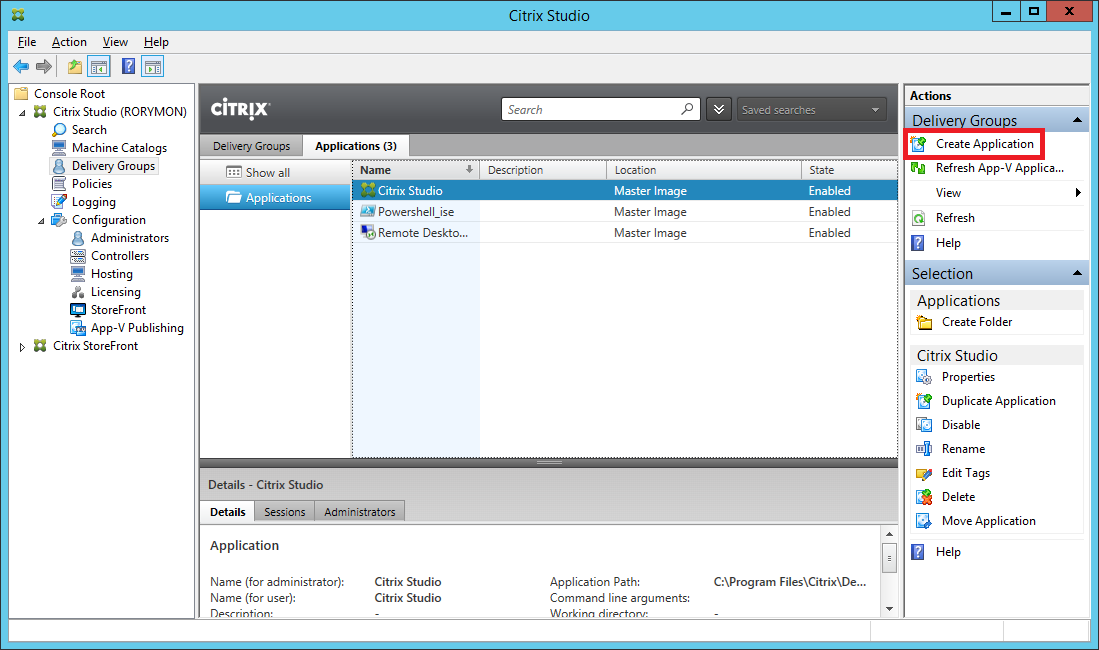 Citrix Studio
File Action View Help
Console Root
Citrix Studio (RORYMON)
Search
Machine Catalogs
Delivery Groups
Policies
Logging
Configuration
Administrators
Controllers
Hosting
Licensing
StoreFront
App-V Publishing
Citrix StoreFront
CITRIX
Search
Saved searches
Delivery Groups
Applications (3)
Show all
Applications
Name Description Location State
Citrix Studio Master Image Enabled
Powershell_ise Master Image Enabled
Remote Deskto... Master Image Enabled
Details - Citrix Studio
Details Sessions Administrators
Application
Name (for administrator): Citrix Studio Application Path: C:\Program Files\Citrix\De...
Name (for user): Citrix Studio Command line arguments:
Description: - Working directory: -
Actions
Delivery Groups
Create Application
Refresh App-V Applica...
View
Refresh
Help
Selection
Applications
Create Folder
Citrix Studio
Properties
Duplicate Application
Disable
Rename
Edit Tags
Delete
Move Application
Help